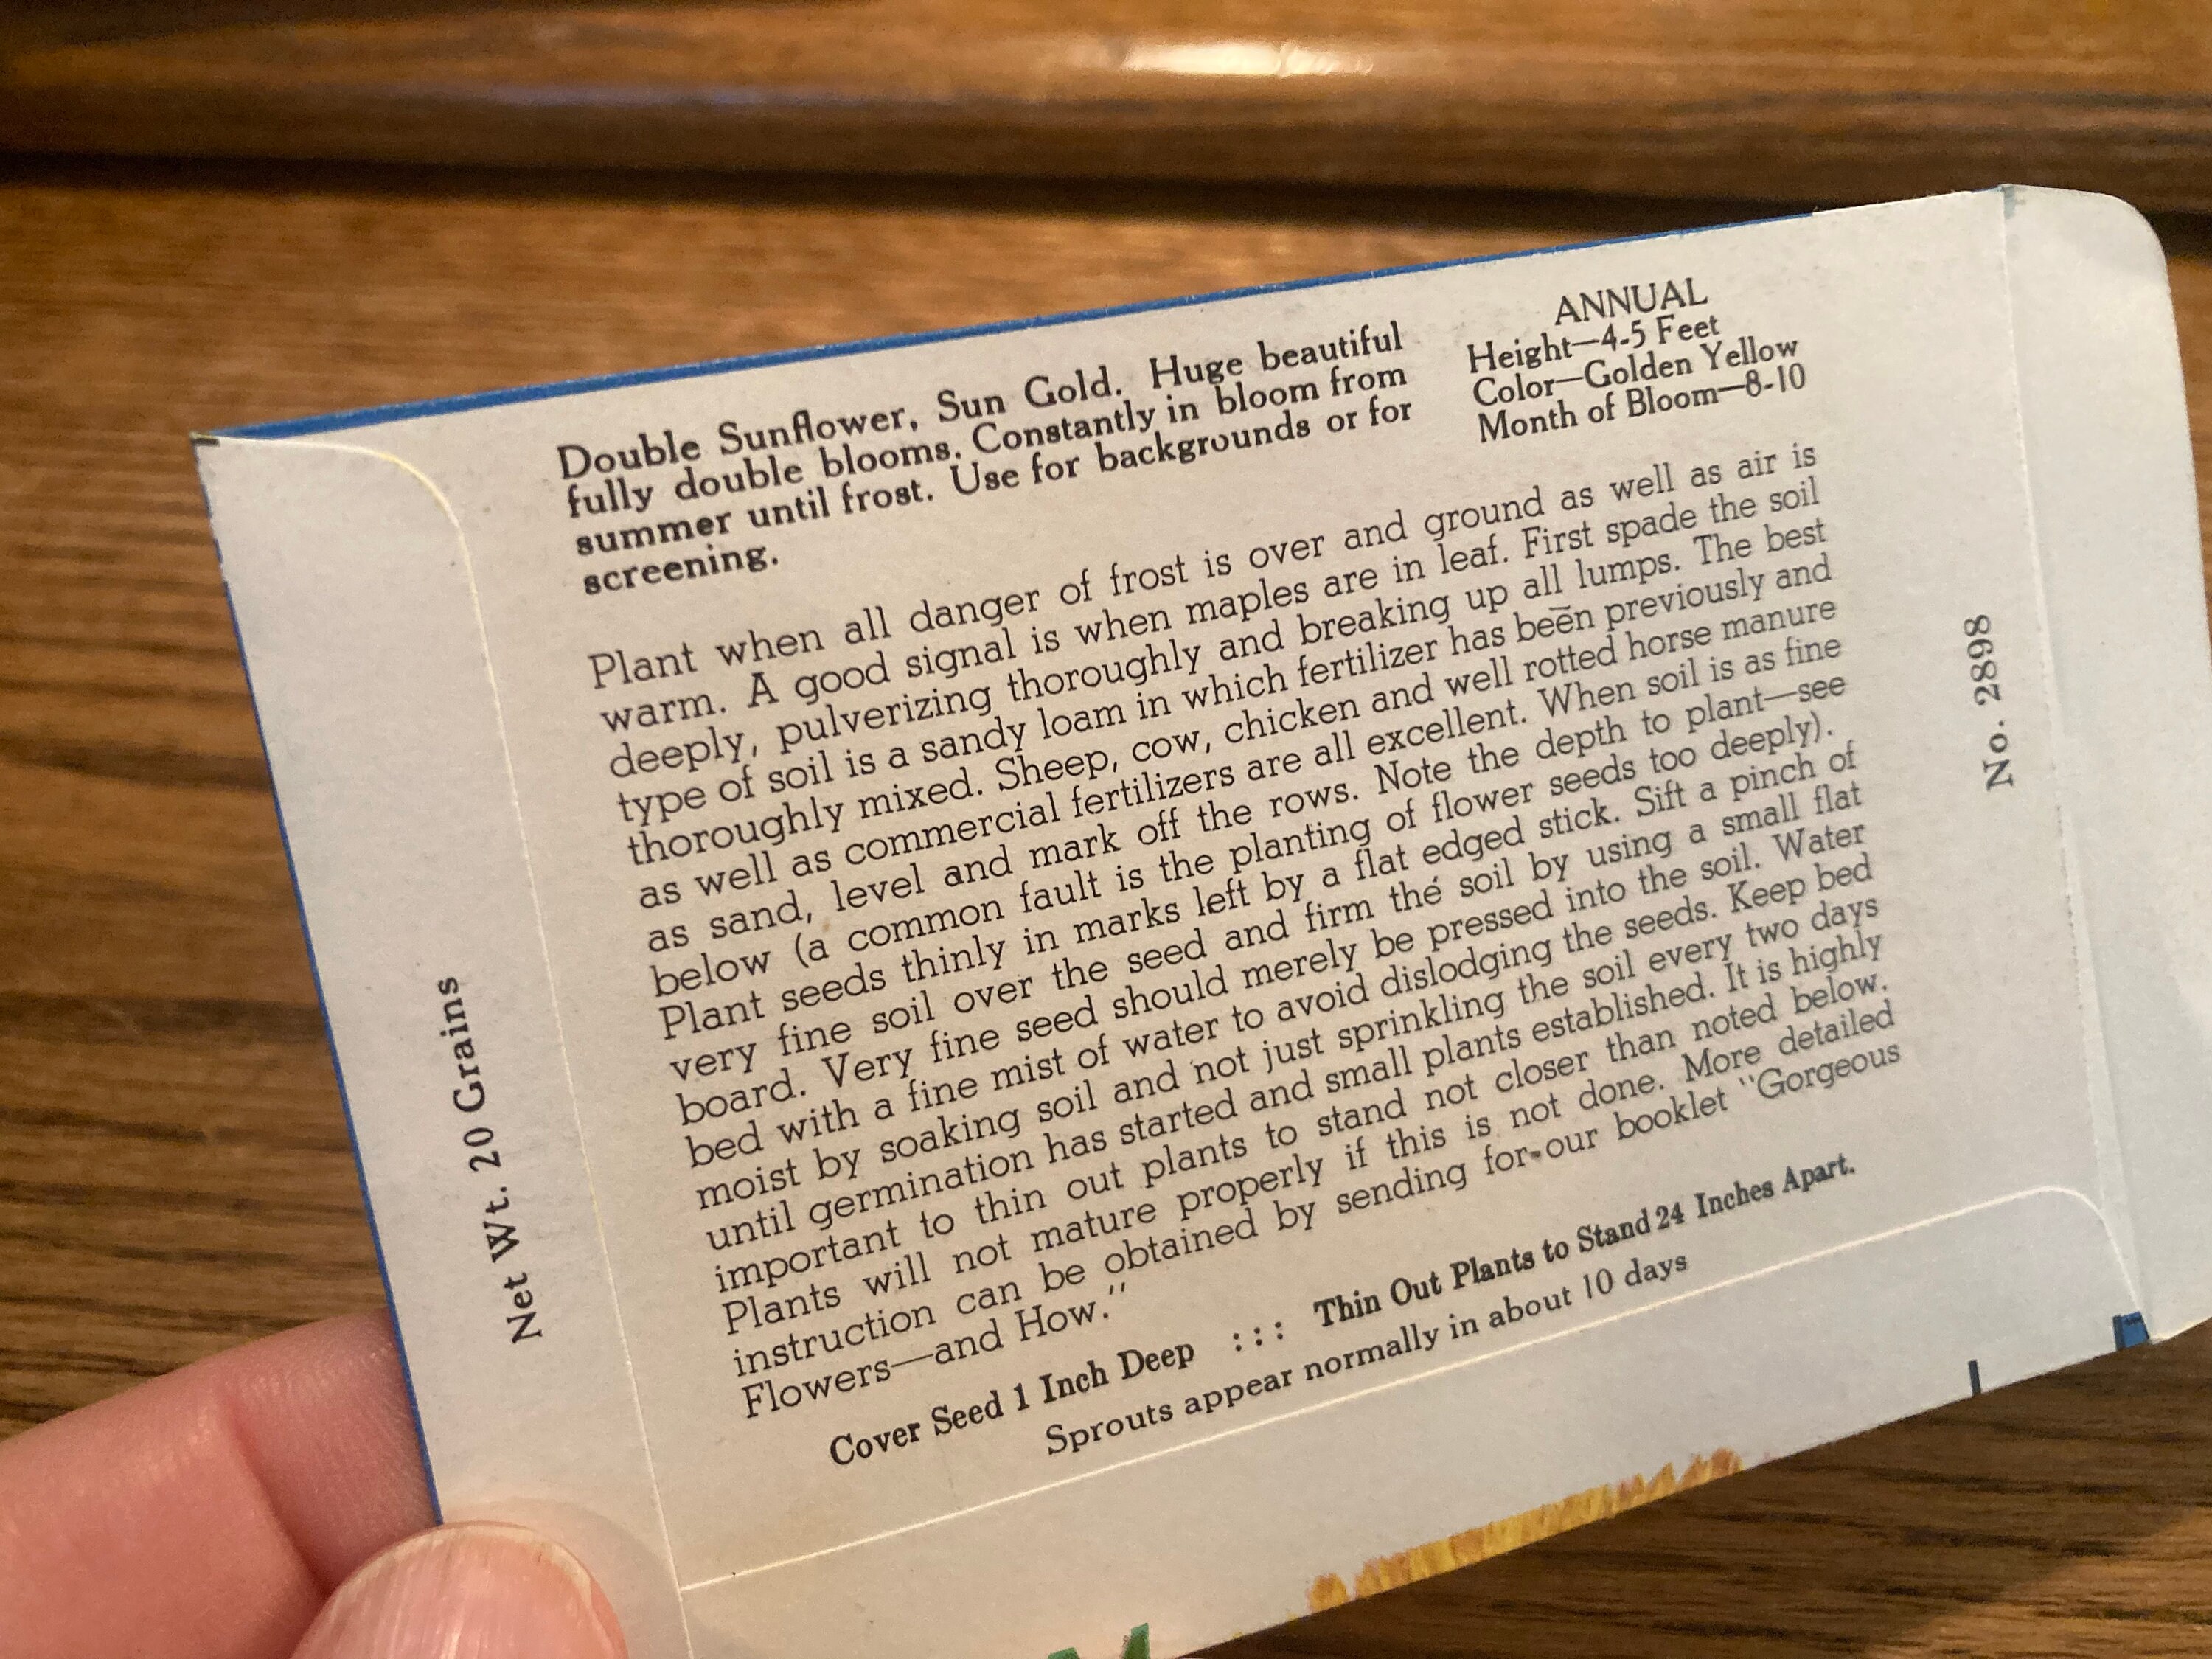 Double Sunflower, Sun Gold. Huge beautiful
fully double blooms. Constantly in bloom from
summer until frost. Use for backgrounds or for
screening.
ANNUAL
Height—4-5 Feet
Color—Golden Yellow
Month of Bloom—8-10
Plant when all danger of frost is over and ground as well as air is
warm. A good signal is when maples are in leaf. First spade the soil
deeply, pulverizing thoroughly and breaking up all lumps. The best
type of soil is a sandy loam in which fertilizer has been previously and
thoroughly mixed. Sheep, cow, chicken and well rotted horse manure
as well as commercial fertilizers are all excellent. When soil is as fine
as sand, level and mark off the rows. Note the depth to plant—see
below (a common fault is the planting of flower seeds too deeply).
Plant seeds thinly in marks left by a flat edged stick. Sift a pinch of
very fine soil over the seed and firm the soil by using a small flat
board. Very fine seed should merely be pressed into the soil. Water
bed with a fine mist of water to avoid dislodging the seeds. Keep bed
moist by soaking soil and not just sprinkling the soil every two days
until germination has started and small plants established. It is highly
important to thin out plants to stand not closer than noted below.
Plants will not mature properly if this is not done. More detailed
instruction can be obtained by sending for our booklet "Gorgeous
Flowers—and How."
Cover Seed 1 Inch Deep : : : Thin Out Plants to Stand 24 Inches Apart.
Sprouts appear normally in about 10 days
Net Wt. 20 Grains
No. 2898